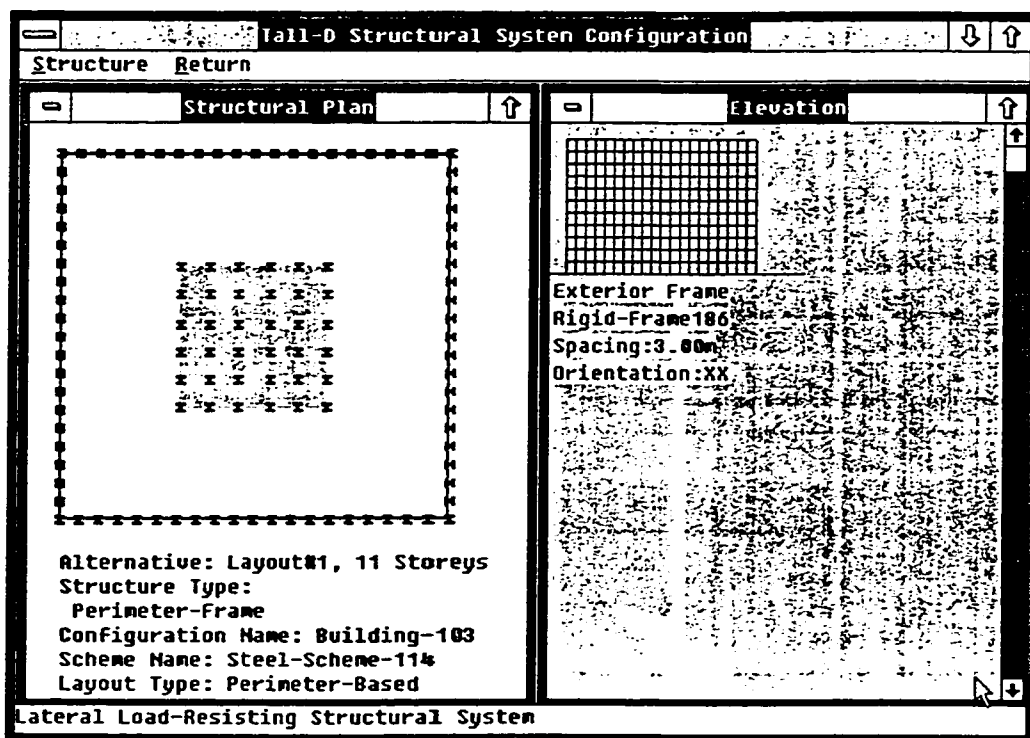 Tall-D Structural System Configuration
Structure Return
Structural Plan
Elevation
Exterior Frame
Rigid-Frame186
Spacing:3.00m
Orientation:XX
Alternative: Layout#1, 11 Storeys
Structure Type:
Perimeter-Frame
Configuration Name: Building-103
Scheme Name: Steel-Scheme-114
Layout Type: Perimeter-Based
Lateral Load-Resisting Structural System